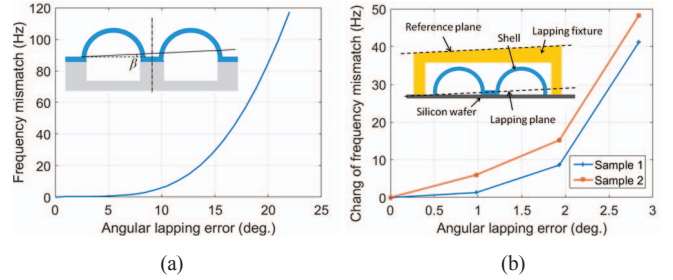 (a)
Frequency mismatch (Hz)
120
100
80
60
40
20
0
β
0
5
10
15
20
25
Angular lapping error (deg.)
(a)
(b)
Chang of frequency mismatch (Hz)
50
40
30
20
10
0
Reference plane
Lapping fixture
Shell
Silicon wafer
Lapping plane
Sample 1
Sample 2
0
0.5
1
1.5
2
2.5
3
Angular lapping error (deg.)
(b)